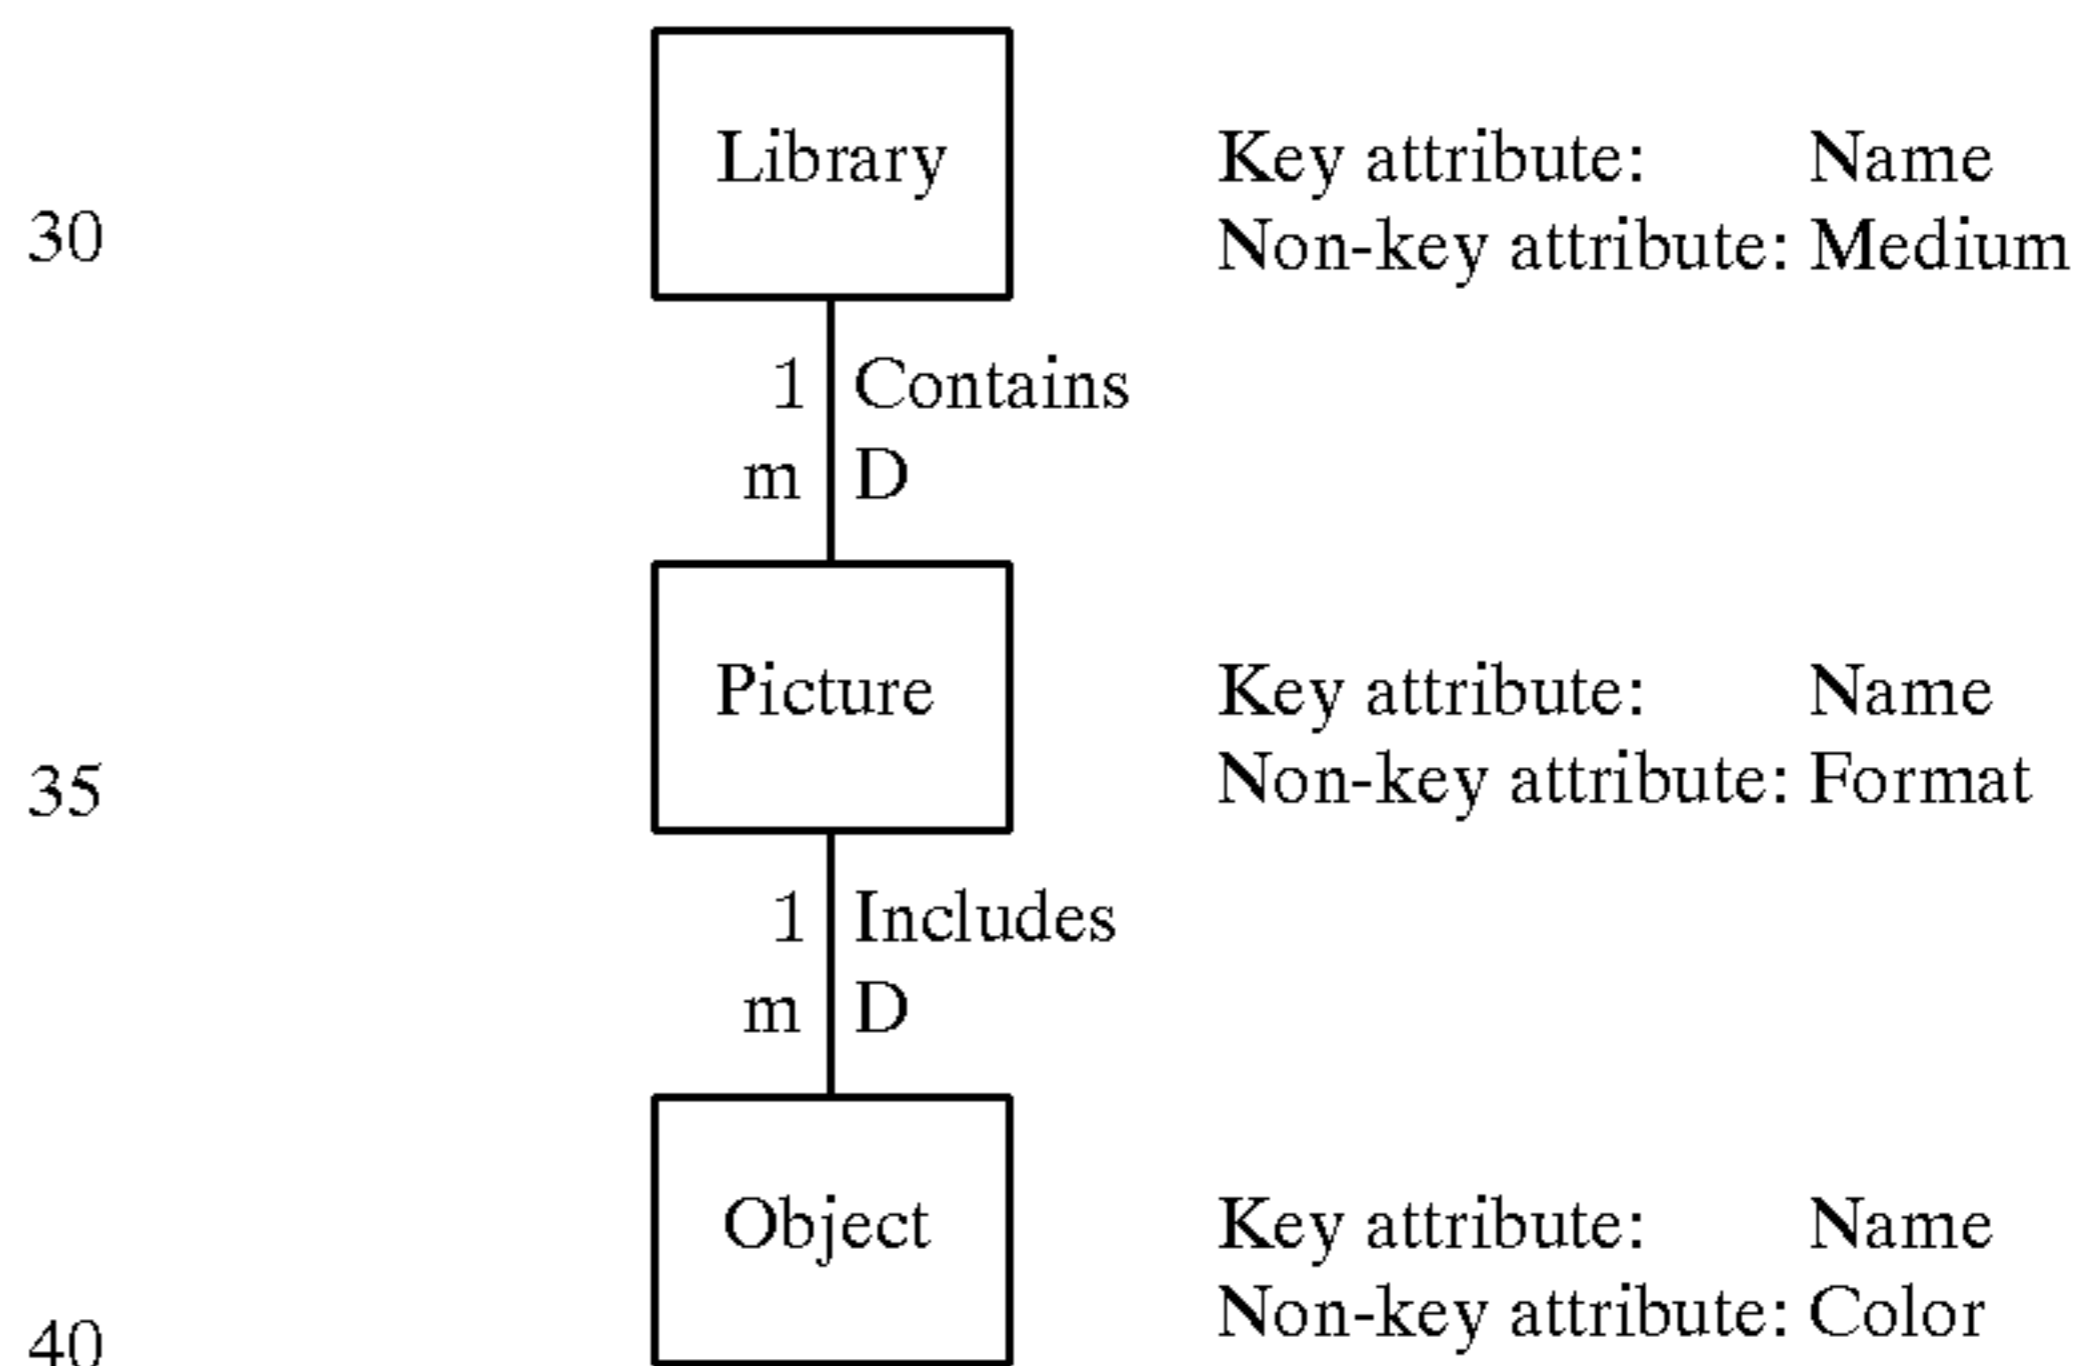 Library Key attribute: Name
30 Non-key attribute: Medium
1 Contains
m D
Picture Key attribute: Name
35 Non-key attribute: Format
1 Includes
m D
Object Key attribute: Name
40 Non-key attribute: Color